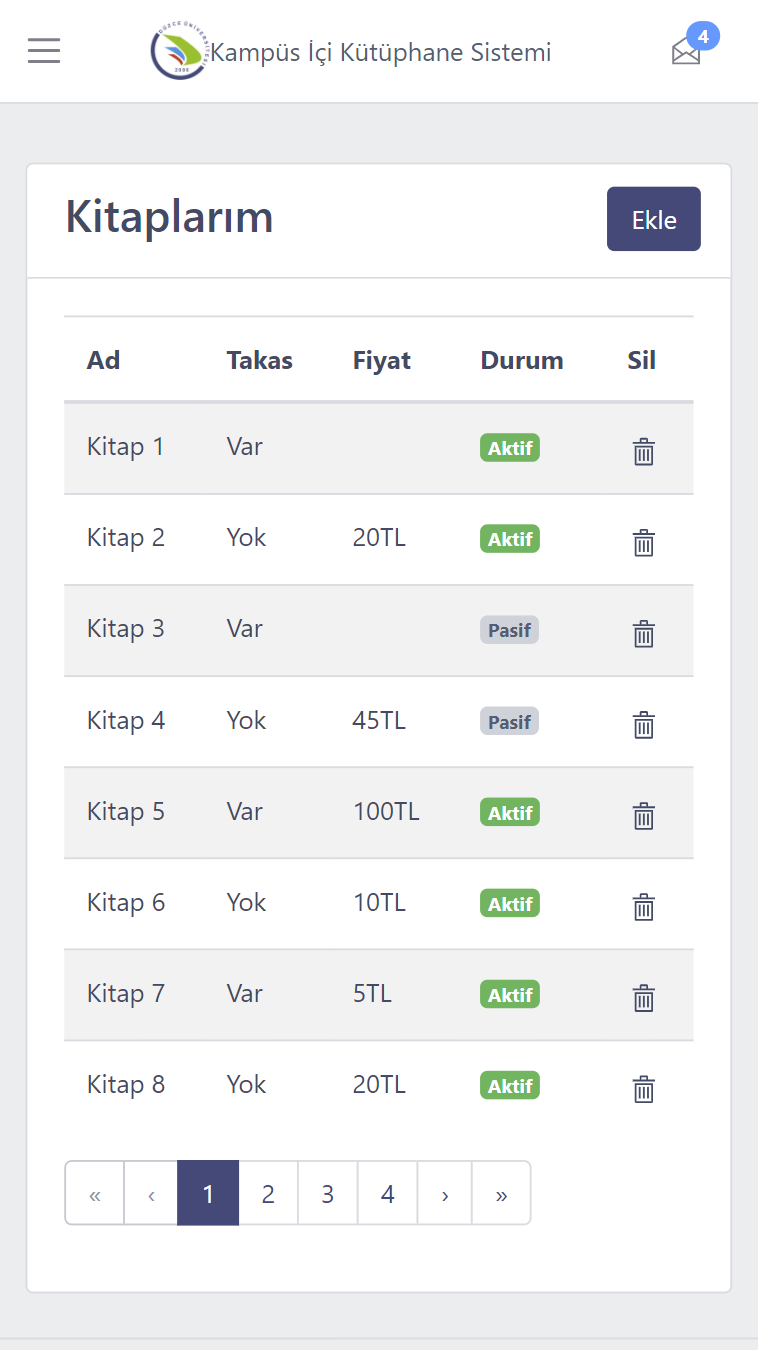 DÜZCE ÜNİVERSİTESİ
2006
Kampüs İçi Kütüphane Sistemi
4
Kitaplarım
Ekle
Ad Takas Fiyat Durum Sil
Kitap 1 Var Aktif
Kitap 2 Yok 20TL Aktif
Kitap 3 Var Pasif
Kitap 4 Yok 45TL Pasif
Kitap 5 Var 100TL Aktif
Kitap 6 Yok 10TL Aktif
Kitap 7 Var 5TL Aktif
Kitap 8 Yok 20TL Aktif
« ‹ 1 2 3 4 › »